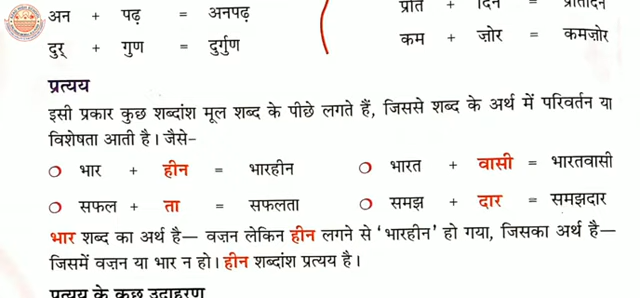 अन + पढ़ = अनपढ़
प्रति + दिन = प्रतिदिन
दुर् + गुण = दुर्गुण
कम + ज़ोर = कमज़ोर
प्रत्यय
इसी प्रकार कुछ शब्दांश मूल शब्द के पीछे लगते हैं, जिससे शब्द के अर्थ में परिवर्तन या
विशेषता आती है। जैसे–
भार + हीन = भारहीन
भारत + वासी = भारतवासी
सफल + ता = सफलता
समझ + दार = समझदार
भार शब्द का अर्थ है— वज़न लेकिन हीन लगने से ‘भारहीन’ हो गया, जिसका अर्थ है—
जिसमें वज़न या भार न हो। हीन शब्दांश प्रत्यय है।
प्रत्यय के कुछ उदाहरण